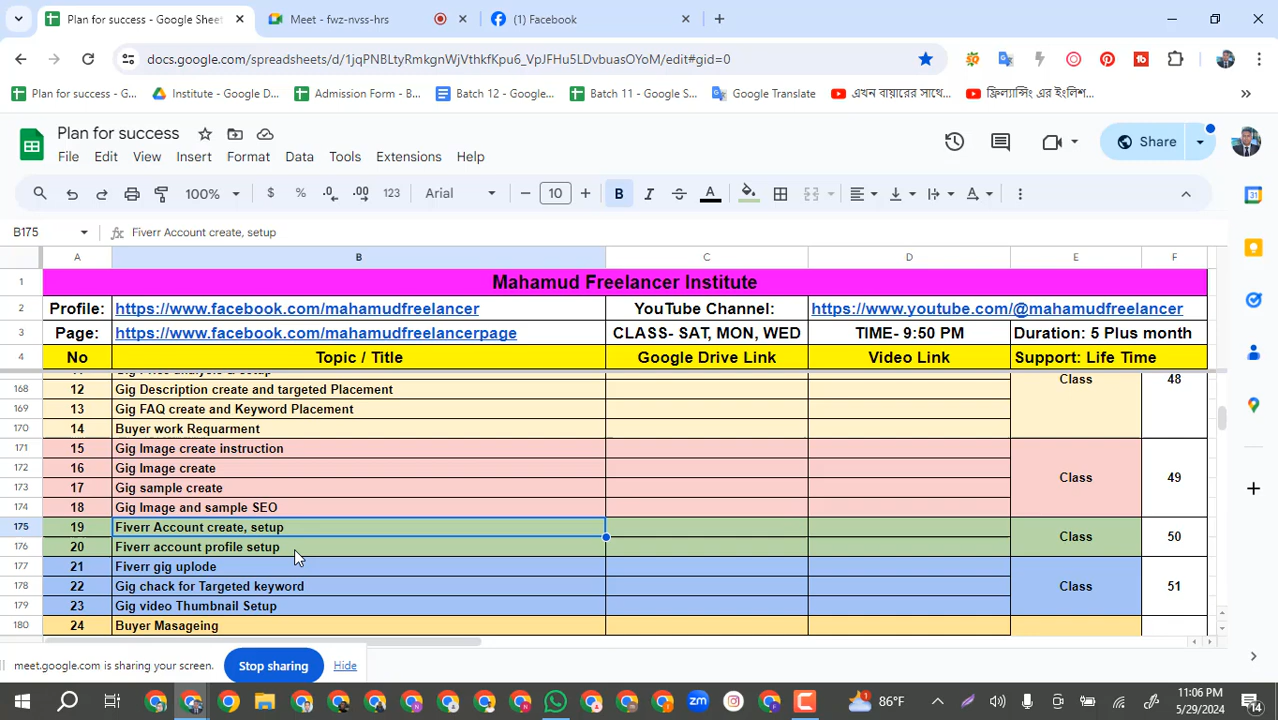 Plan for success - Google Sheet
Meet - fwz-nvss-hrs
(1) Facebook
docs.google.com/spreadsheets/d/1jqPNBLtyRmkgnWjVthkfKpu6_VpJFHu5LDvbuasOYoM/edit#gid=0
Plan for success - G...
Institute - Google D...
Admission Form - B...
Batch 12 - Google...
Batch 11 - Google S...
Google Translate
এখন বায়ারের সাথে...
ফ্রিল্যান্সিং এর ইংলিশ...
Plan for success
File Edit View Insert Format Data Tools Extensions Help
Share
100% $ % .0 .00 123 Arial 10 B I A
B175 fx Fiverr Account create, setup
A B C D E F
1 Mahamud Freelancer Institute
2 Profile: https://www.facebook.com/mahamudfreelancer YouTube Channel: https://www.youtube.com/@mahamudfreelancer
3 Page: https://www.facebook.com/mahamudfreelancerpage CLASS- SAT, MON, WED TIME- 9:50 PM Duration: 5 Plus month
4 No Topic / Title Google Drive Link Video Link Support: Life Time
168 12 Gig Description create and targeted Placement Class 48
169 13 Gig FAQ create and Keyword Placement
170 14 Buyer work Requarment
171 15 Gig Image create instruction
172 16 Gig Image create Class 49
173 17 Gig sample create
174 18 Gig Image and sample SEO
175 19 Fiverr Account create, setup Class 50
176 20 Fiverr account profile setup
177 21 Fiverr gig uplode
178 22 Gig chack for Targeted keyword Class 51
179 23 Gig video Thumbnail Setup
180 24 Buyer Masageing
meet.google.com is sharing your screen. Stop sharing Hide
86°F
11:06 PM
5/29/2024
14